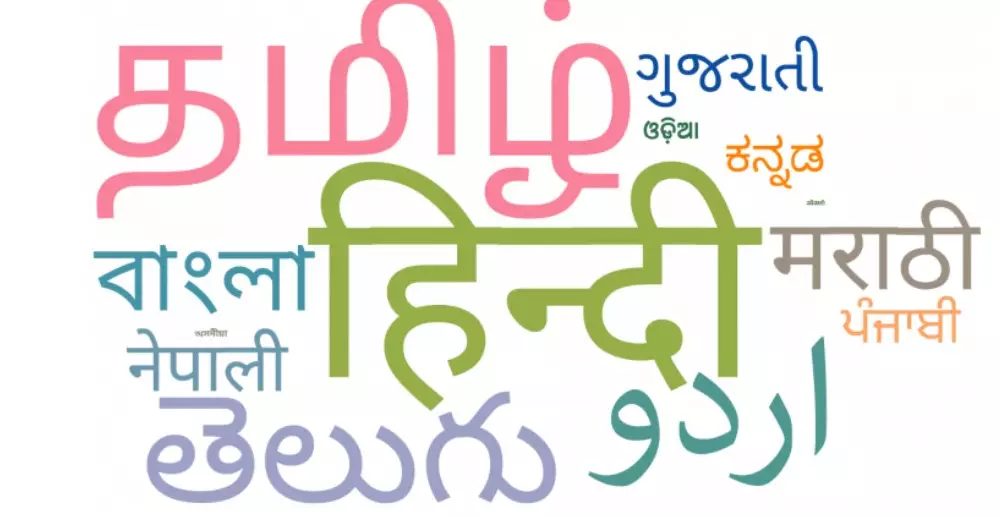 தமிழ்
ગુજરાતી
ଓଡ଼ିଆ
ಕನ್ನಡ
हिन्दी
मराठी
বাংলা
ਪੰਜਾਬੀ
नेपाली
తెలుగు
اردو